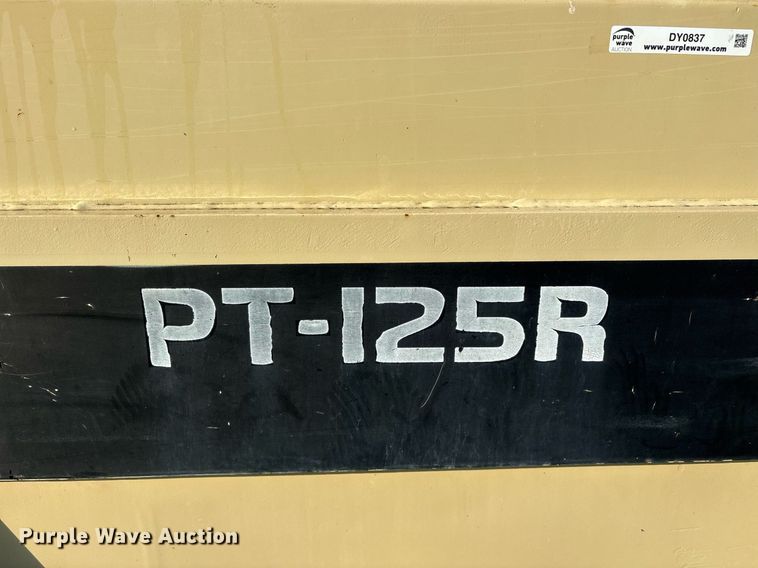 purple
wave
AUCTION
DY0837
www.purplewave.com
PT-125R
Purple Wave Auction